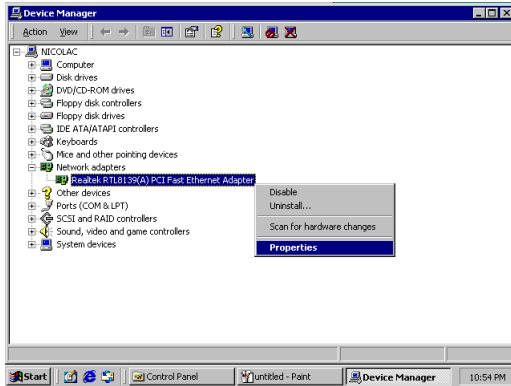 Device Manager
Action View
NICOLAC
Computer
Disk drives
DVD/CD-ROM drives
Floppy disk controllers
Floppy disk drives
IDE ATA/ATAPI controllers
Keyboards
Mice and other pointing devices
Network adapters
Realtek RTL8139(A) PCI Fast Ethernet Adapter
Other devices
Ports (COM & LPT)
SCSI and RAID controllers
Sound, video and game controllers
System devices
Disable
Uninstall...
Scan for hardware changes
Properties
Start Control Panel untitled - Paint Device Manager 10:54 PM